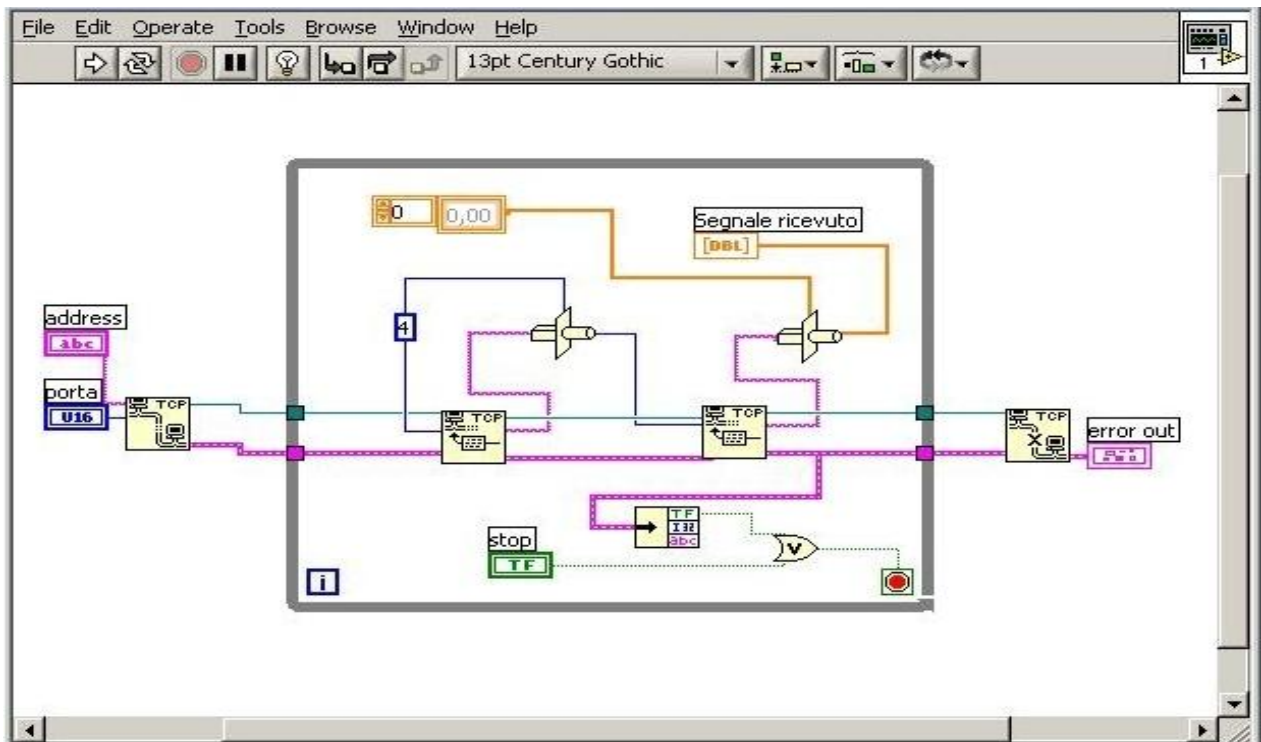 File Edit Operate Tools Browse Window Help
13pt Century Gothic
1
0 0,00
Segnale ricevuto
[DBL]
address
abc
4
porta
U16
TCP
TCP
TCP
TCP
error out
TF
I32
abc
stop
TF
V
i